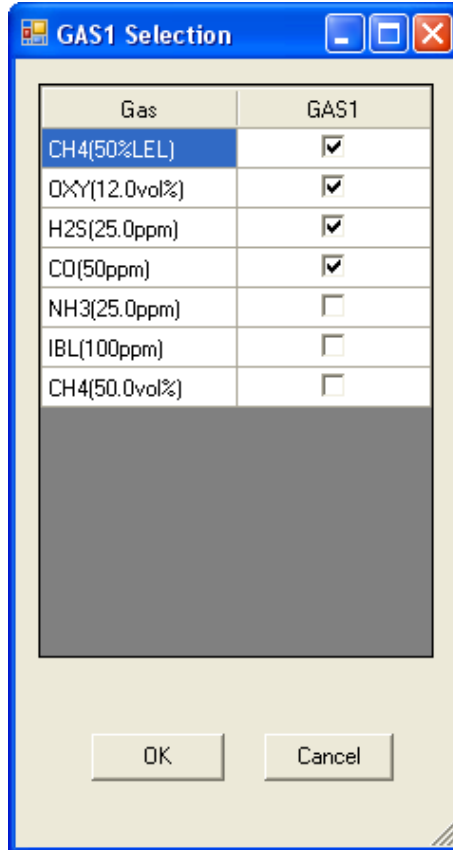 GAS1 Selection
Gas GAS1
CH4(50%LEL)
OXY(12.0vol%)
H2S(25.0ppm)
CO(50ppm)
NH3(25.0ppm)
IBL(100ppm)
CH4(50.0vol%)
OK Cancel